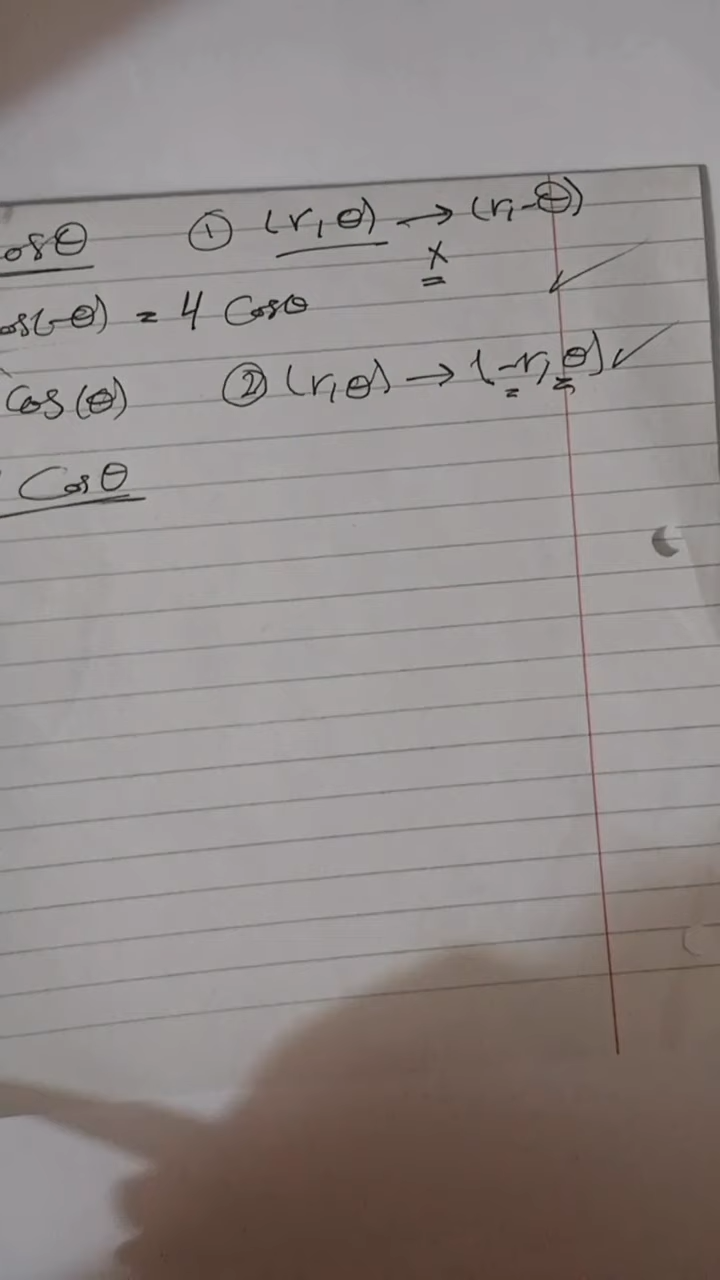 osθ ① (r,θ) → (r,-θ)
x
os(-θ) = 4 Cosθ
Cos(θ) ② (r,θ) → (-r,θ) ✓
Cosθ